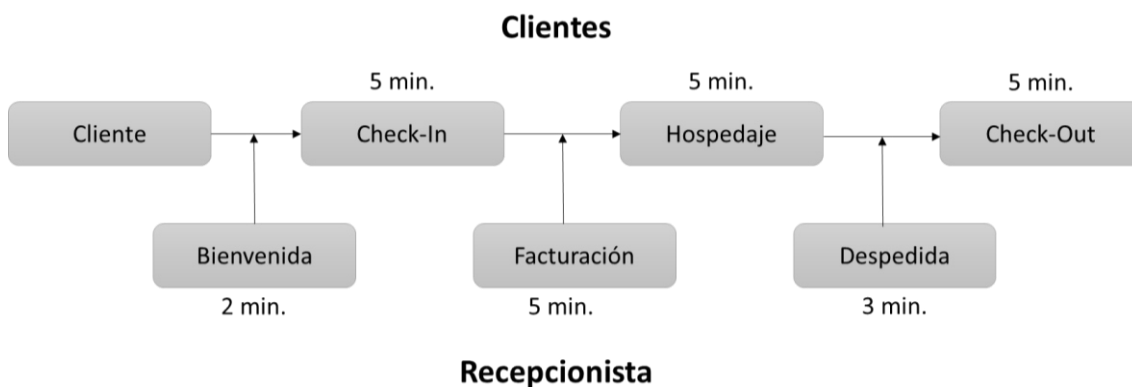 Clientes
5 min.
5 min.
5 min.
Cliente
Check-In
Hospedaje
Check-Out
Bienvenida
Facturación
Despedida
2 min.
5 min.
3 min.
Recepcionista